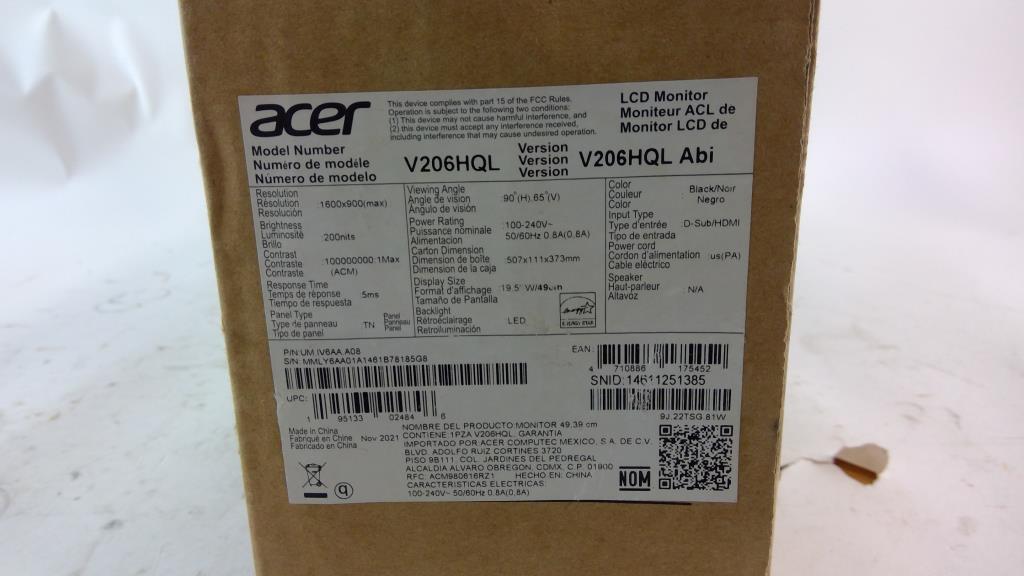 acer
This device complies with part 15 of the FCC Rules.
Operation is subject to the following two conditions:
(1) This device may not cause harmful interference, and
(2) this device must accept any interference received,
including interference that may cause undesired operation.
LCD Monitor
Moniteur ACL de
Monitor LCD de
Model Number
Numéro de modèle
Número de modelo
V206HQL
Version
Version
Version
V206HQL Abi
Resolution
Résolution
Resolución
:1600x900(max)
Brightness
Luminosité
Brillo
:200nits
Contrast
Contraste
Contraste
:100000000:1Max
(ACM)
Response Time
Temps de réponse
Tiempo de respuesta
:5ms
Panel Type
Type de panneau
Tipo de panel
TN
Panel
Panneau
Panel
Viewing Angle
Angle de vision
Ángulo de visión
:90°(H),65°(V)
Power Rating
Puissance nominale
Alimentación
:100-240V~
50/60Hz 0.8A(0,8A)
Carton Dimension
Dimension de boîte
Dimension de la caja
:507x111x373mm
Display Size
Format d'affichage
Tamaño de Pantalla
:19.5" W/49cm
Backlight
Rétroéclairage
Retroiluminación
:LED
ENERGY STAR
Color
Couleur
Color
:Black/Noir
Negro
Input Type
Type d'entrée
Tipo de entrada
:D-Sub/HDMI
Power cord
Cordon d'alimentation
Cable eléctrico
:us(PA)
Speaker
Haut-parleur
Altavoz
:N/A
P/N:UM.IV6AA.A08
S/N: MMLY6AA01A1461B78185G8
EAN:
4 710886 175452
SNID:14611251385
UPC:
1 95133 02484 6
9J.22TSG.81W
Made in China
Fabriqué en Chine
Fabricado en China
Nov 2021
NOMBRE DEL PRODUCTO:MONITOR 49,39 cm
CONTIENE:1PZA V206HQL, GARANTIA
IMPORTADO POR:ACER COMPUTEC MEXICO, S.A. DE C.V.
BLVD. ADOLFO RUIZ CORTINES 3720
PISO 9B111, COL. JARDINES DEL PEDREGAL
ALCALDIA ALVARO OBREGON, CDMX, C.P. 01900
RFC: ACM980616RZ1 HECHO EN: CHINA
CARACTERISTICAS ELECTRICAS:
100-240V~ 50/60Hz 0.8A(0,8A)
NOM